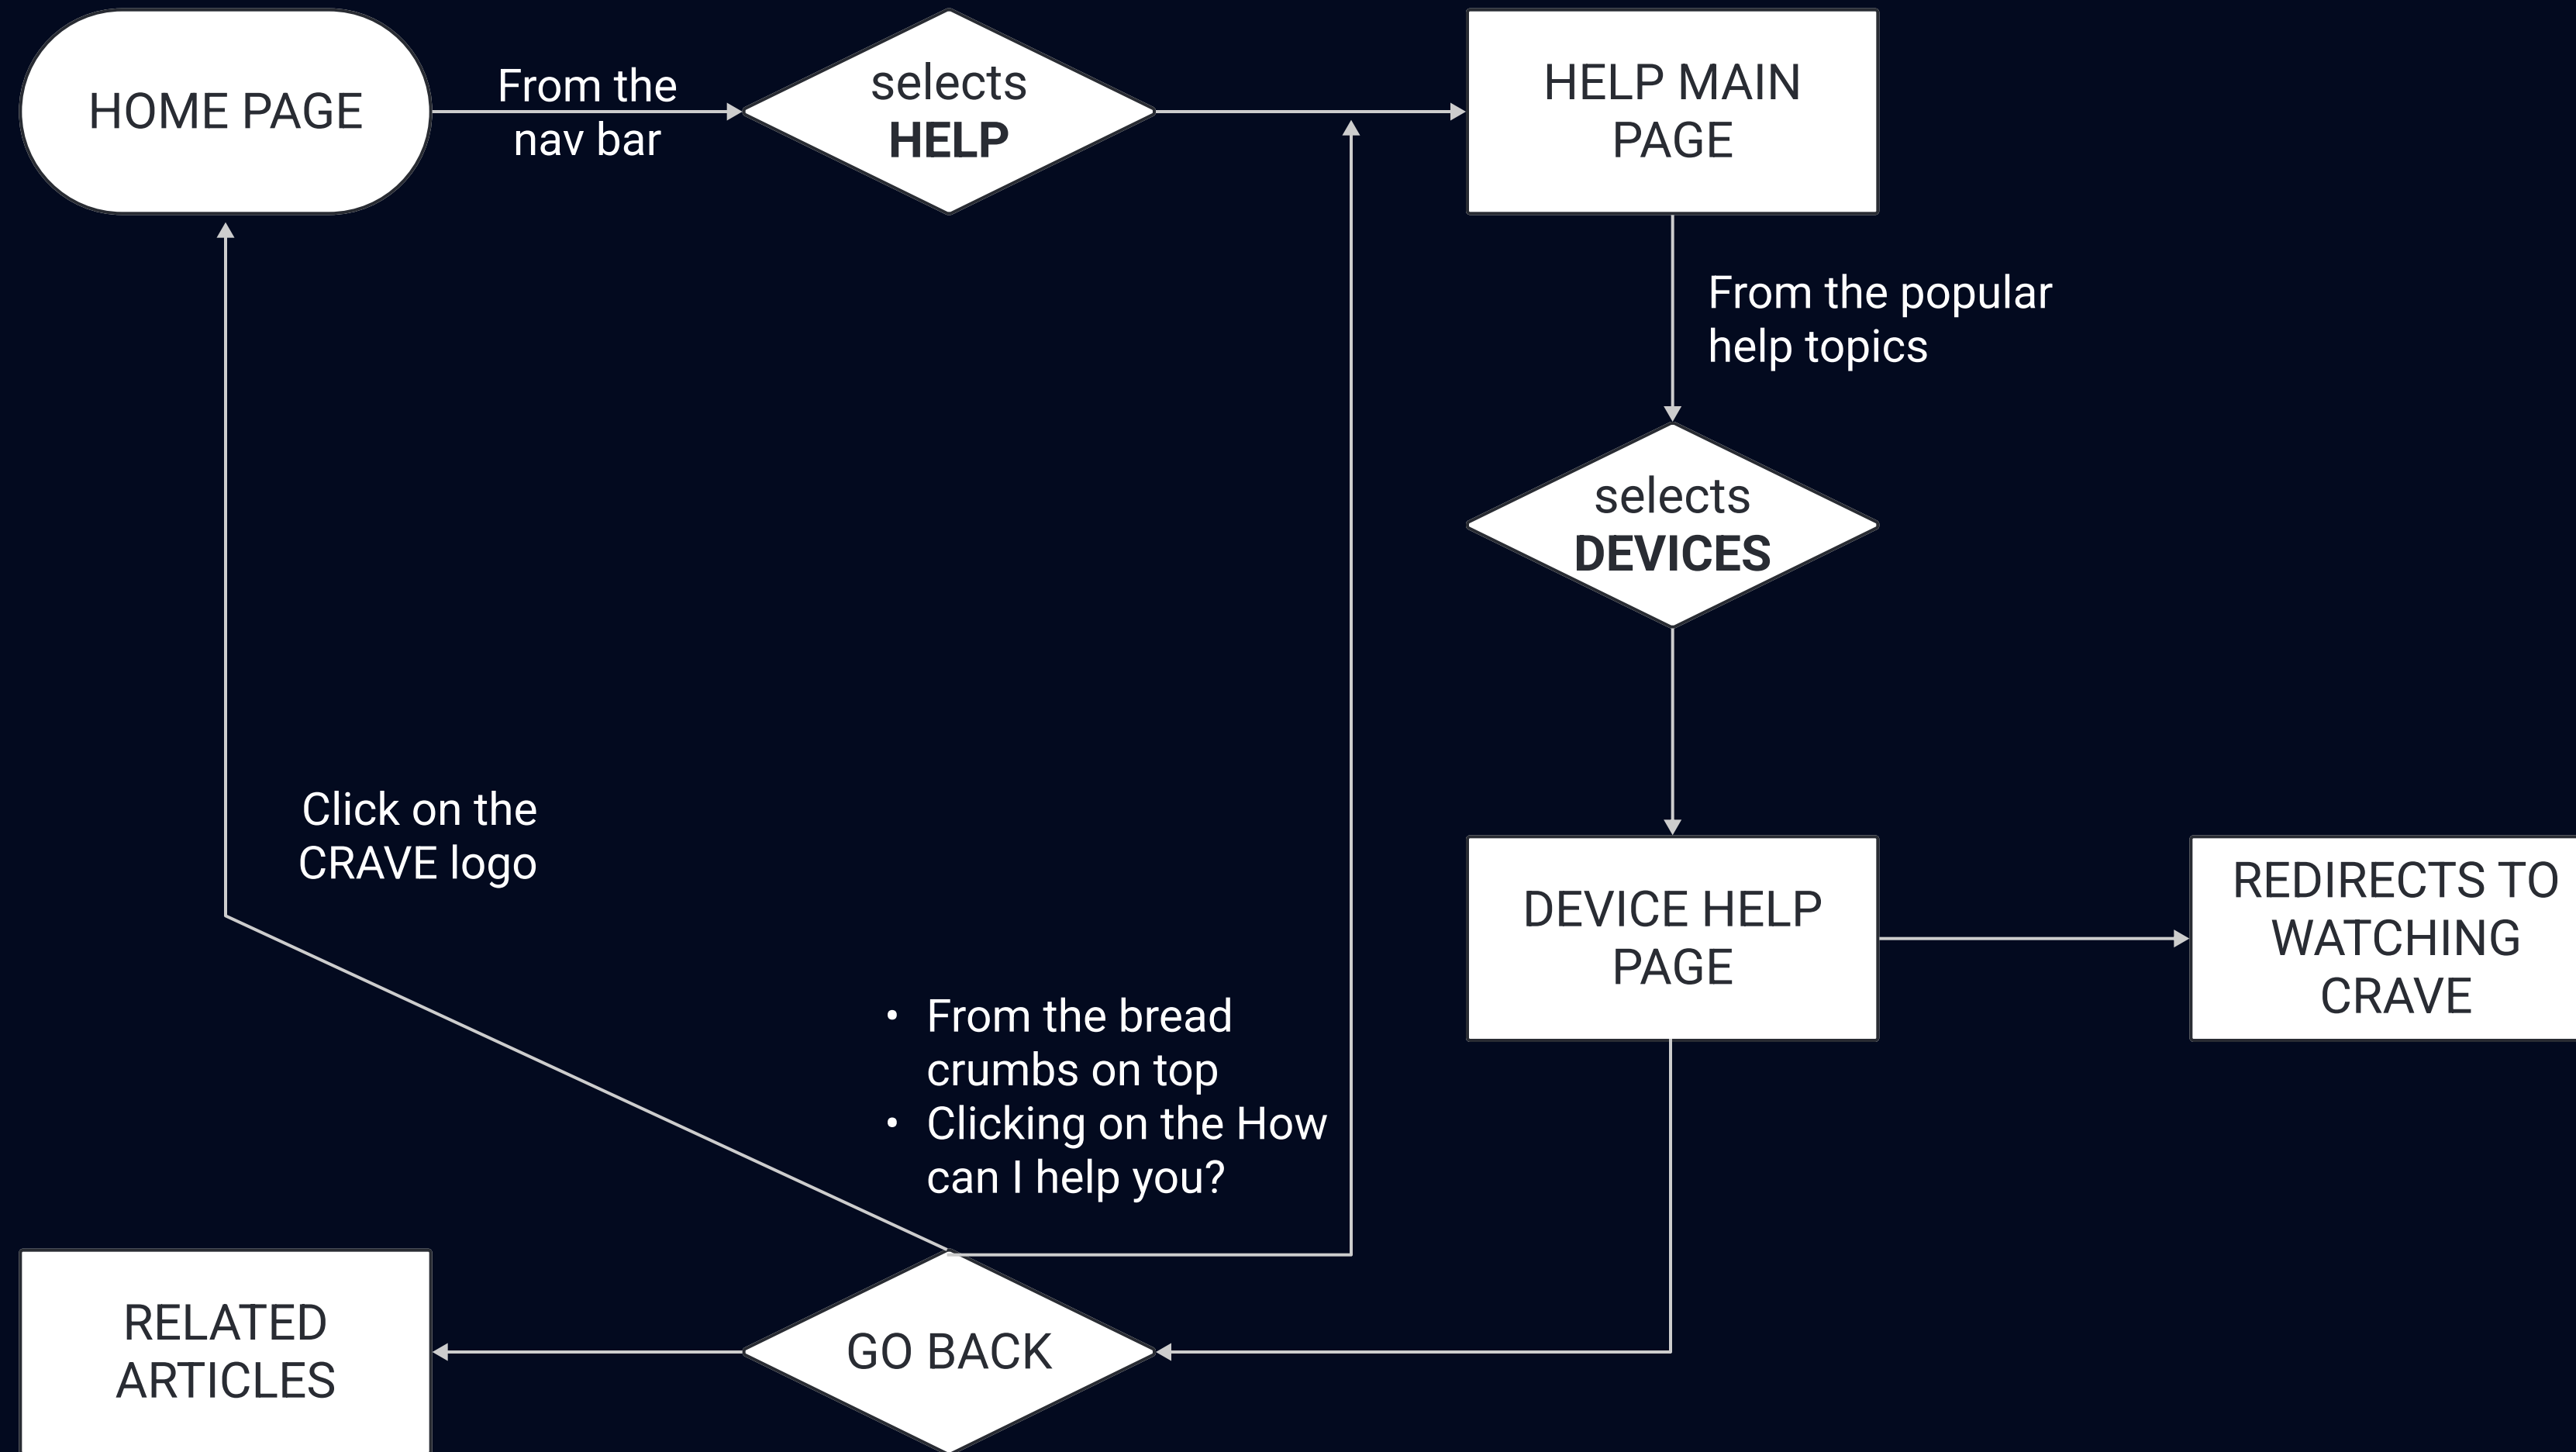 HOME PAGE
From the
nav bar
selects
HELP
HELP MAIN
PAGE
From the popular
help topics
selects
DEVICES
Click on the
CRAVE logo
DEVICE HELP
PAGE
REDIRECTS TO
WATCHING
CRAVE
• From the bread
crumbs on top
• Clicking on the How
can I help you?
RELATED
ARTICLES
GO BACK